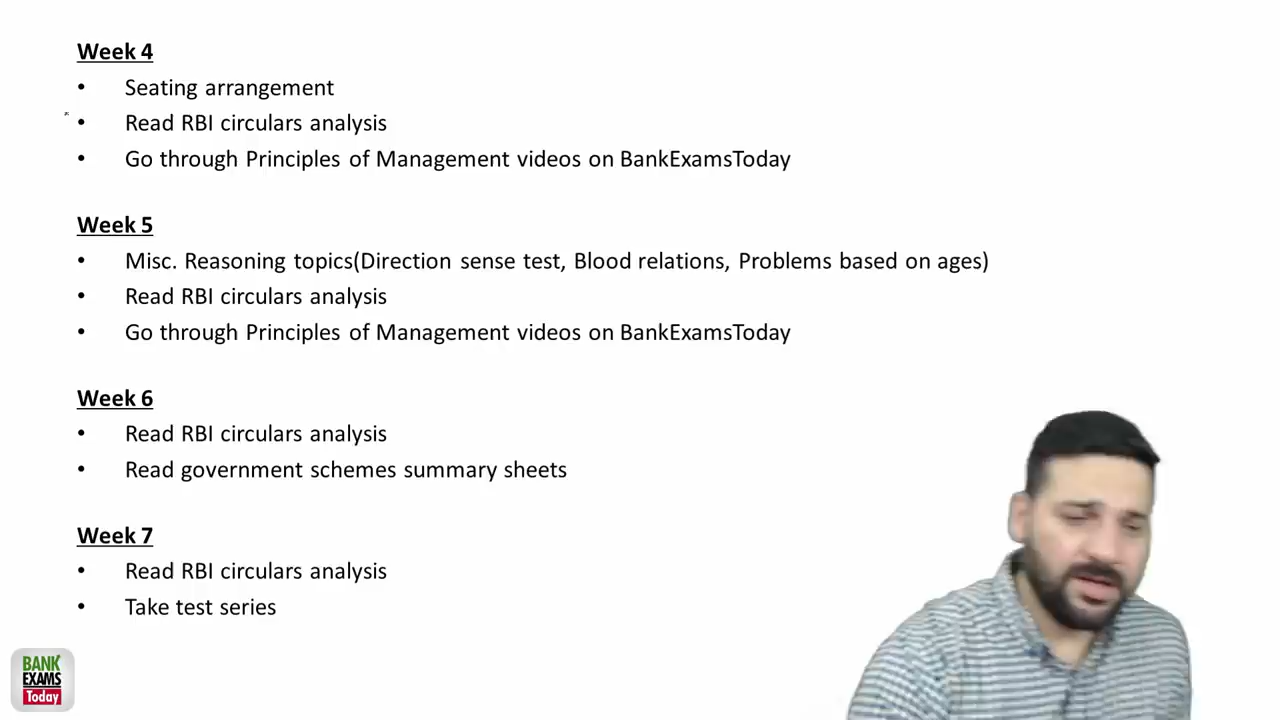 Week 4
• Seating arrangement
• Read RBI circulars analysis
• Go through Principles of Management videos on BankExamsToday
Week 5
• Misc. Reasoning topics(Direction sense test, Blood relations, Problems based on ages)
• Read RBI circulars analysis
• Go through Principles of Management videos on BankExamsToday
Week 6
• Read RBI circulars analysis
• Read government schemes summary sheets
Week 7
• Read RBI circulars analysis
• Take test series
BANK
EXAMS
Today